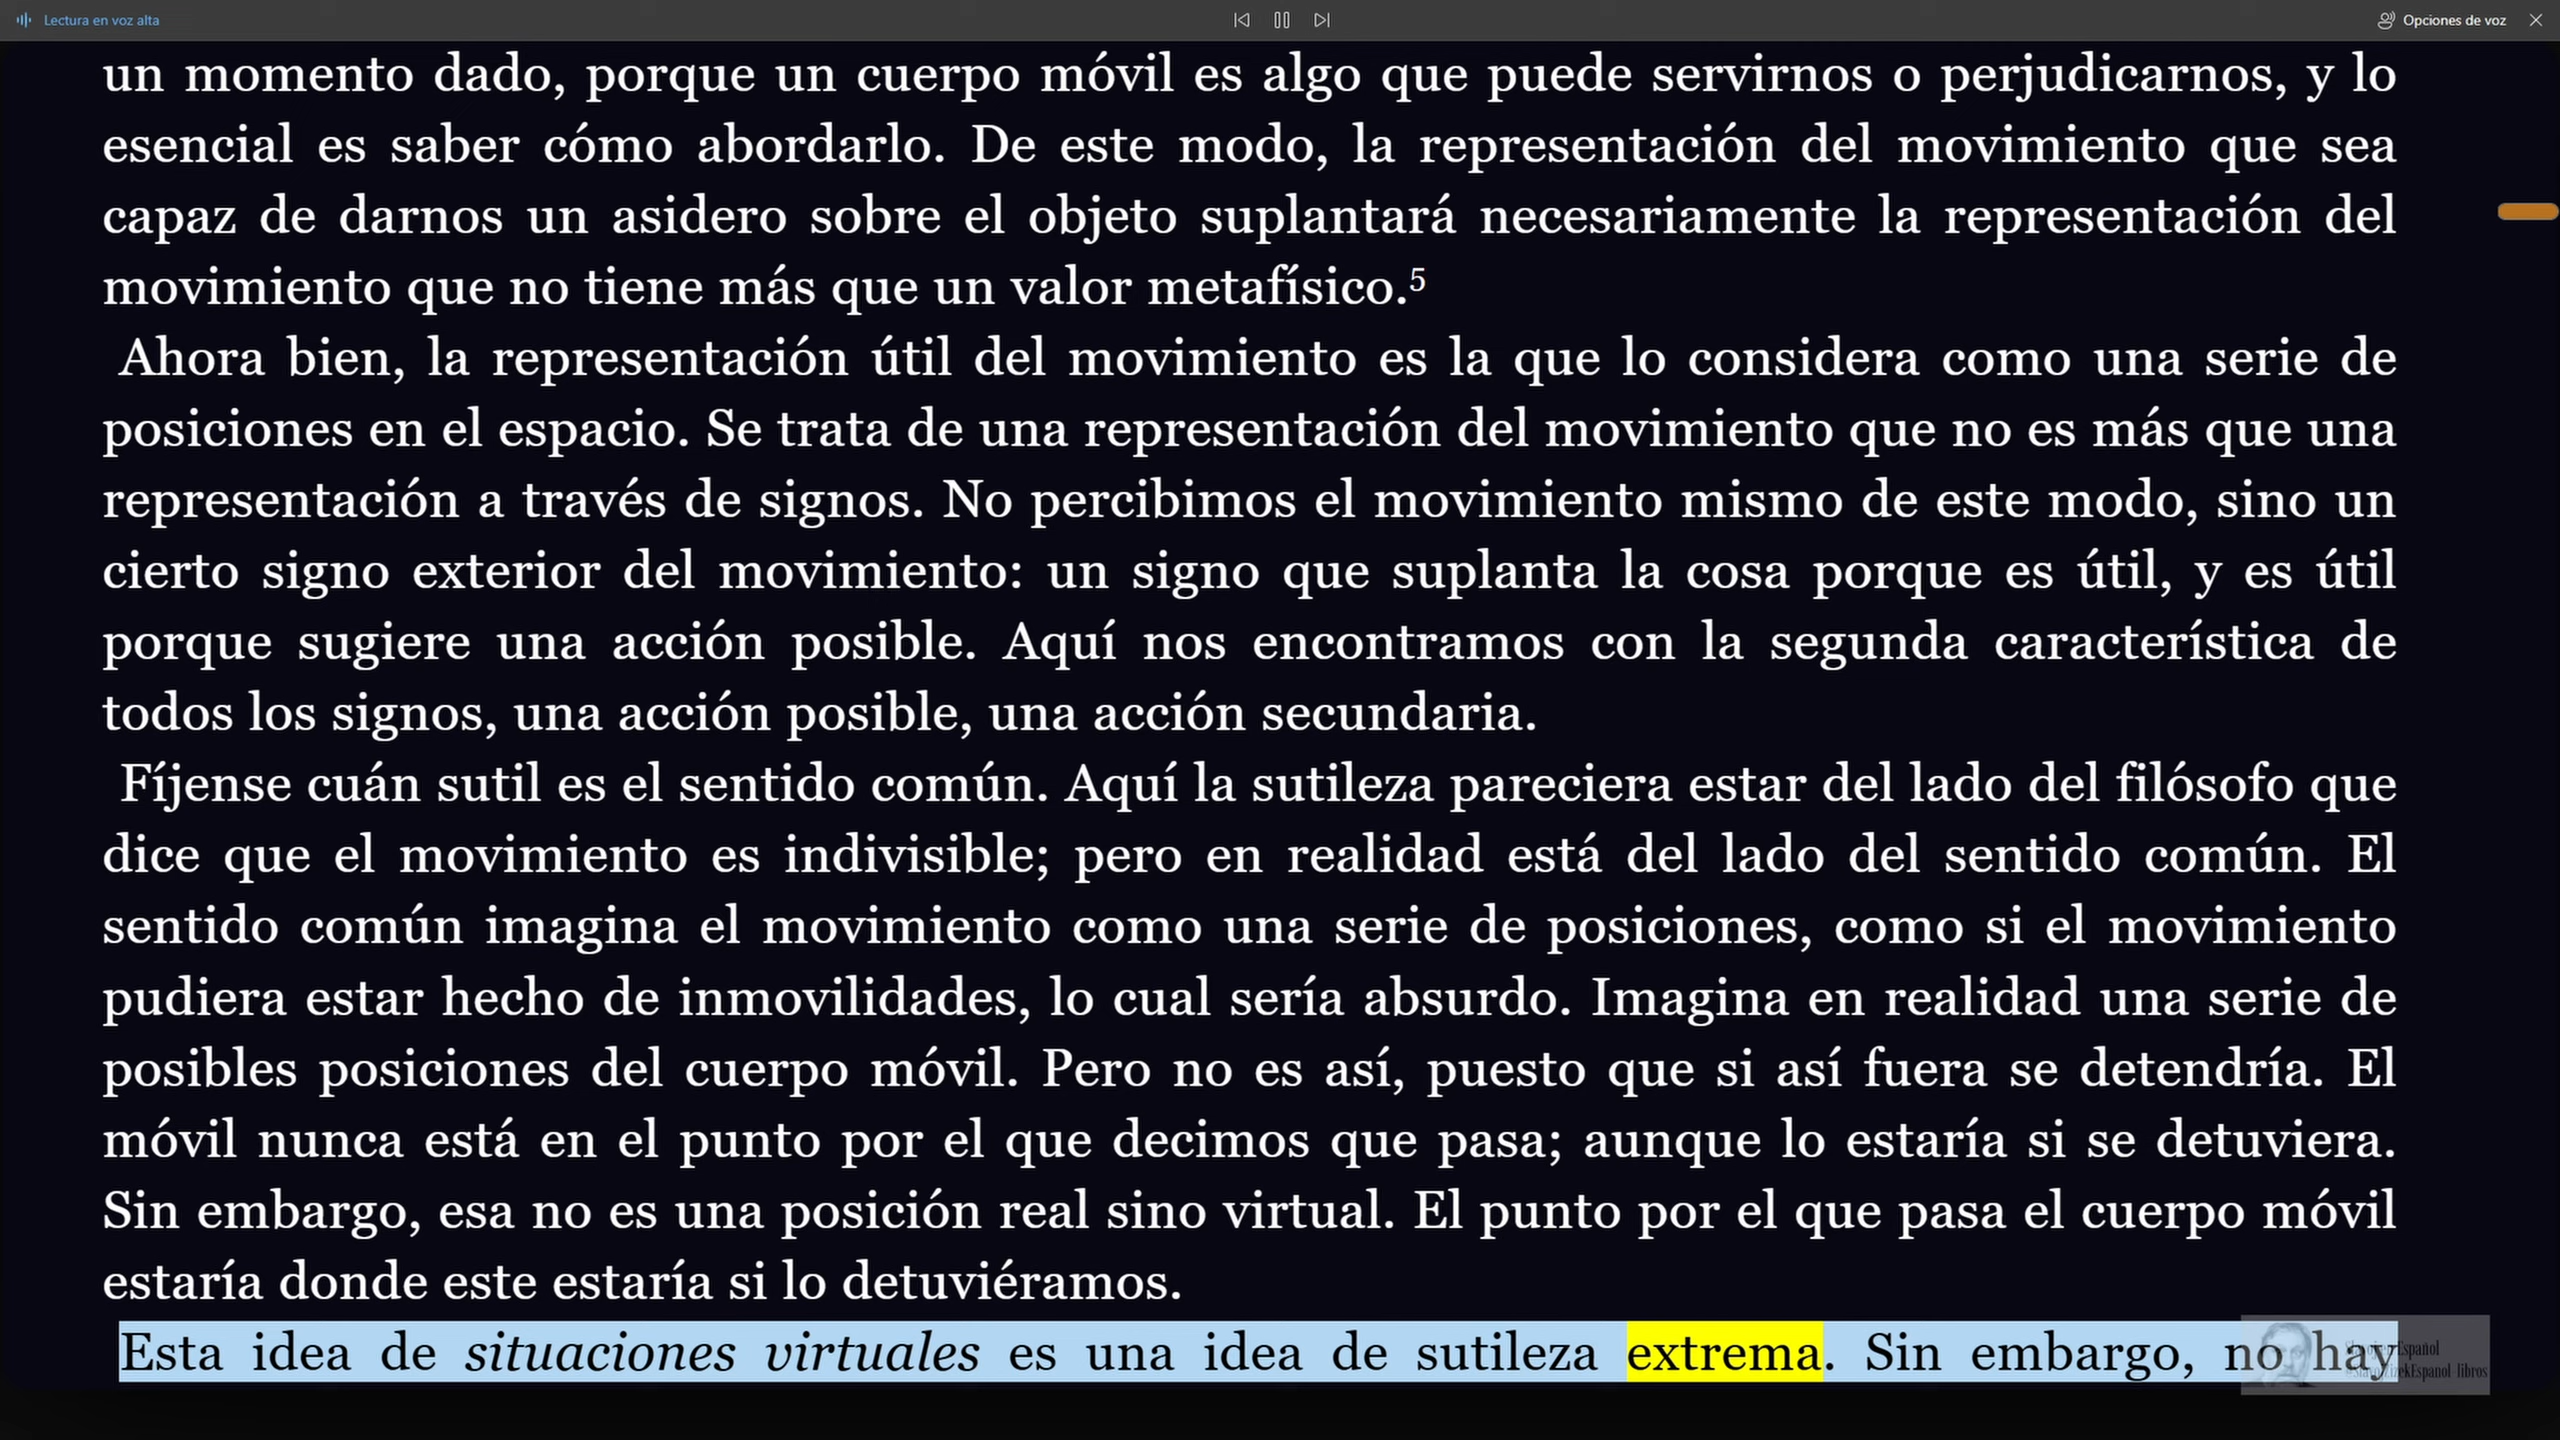 Lectura en voz alta
Opciones de voz
un momento dado, porque un cuerpo móvil es algo que puede servirnos o perjudicarnos, y lo
esencial es saber cómo abordarlo. De este modo, la representación del movimiento que sea
capaz de darnos un asidero sobre el objeto suplantará necesariamente la representación del
movimiento que no tiene más que un valor metafísico.5
Ahora bien, la representación útil del movimiento es la que lo considera como una serie de
posiciones en el espacio. Se trata de una representación del movimiento que no es más que una
representación a través de signos. No percibimos el movimiento mismo de este modo, sino un
cierto signo exterior del movimiento: un signo que suplanta la cosa porque es útil, y es útil
porque sugiere una acción posible. Aquí nos encontramos con la segunda característica de
todos los signos, una acción posible, una acción secundaria.
Fíjense cuán sutil es el sentido común. Aquí la sutileza pareciera estar del lado del filósofo que
dice que el movimiento es indivisible; pero en realidad está del lado del sentido común. El
sentido común imagina el movimiento como una serie de posiciones, como si el movimiento
pudiera estar hecho de inmovilidades, lo cual sería absurdo. Imagina en realidad una serie de
posibles posiciones del cuerpo móvil. Pero no es así, puesto que si así fuera se detendría. El
móvil nunca está en el punto por el que decimos que pasa; aunque lo estaría si se detuviera.
Sin embargo, esa no es una posición real sino virtual. El punto por el que pasa el cuerpo móvil
estaría donde este estaría si lo detuviéramos.
Esta idea de situaciones virtuales es una idea de sutileza extrema. Sin embargo, no hay
Español
libros